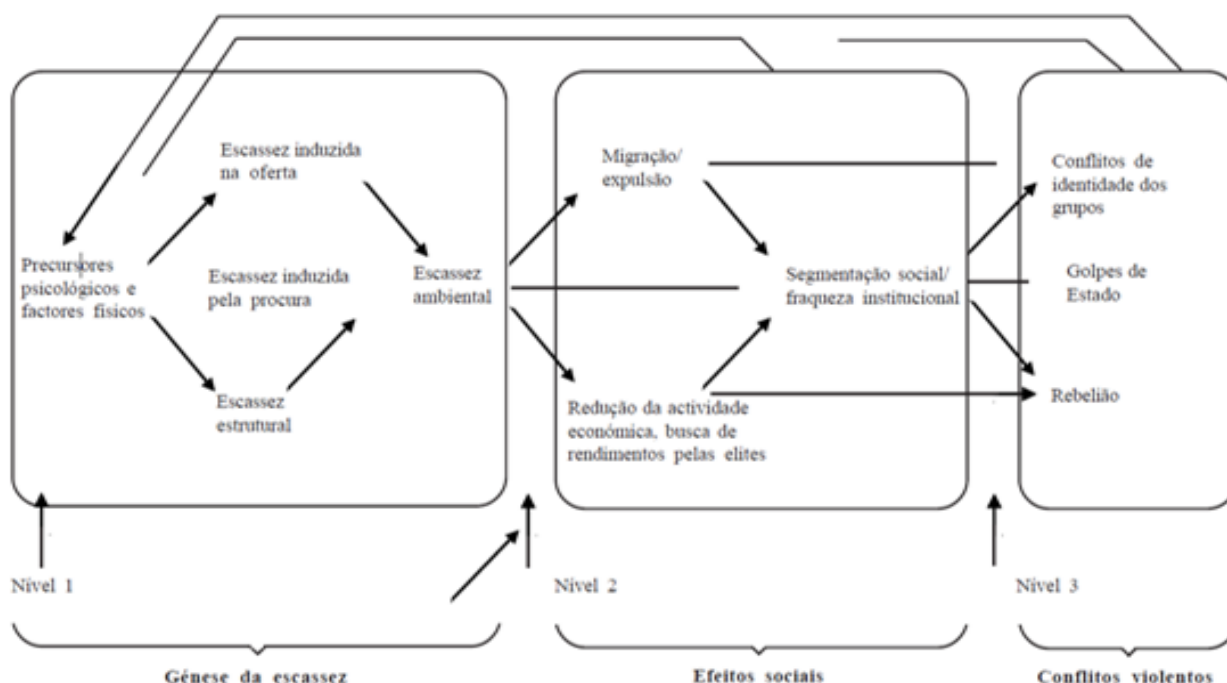 Escassez induzida
na oferta
Precursores
psicológicos e
factores físicos
Escassez induzida
pela procura
Escassez
ambiental
Escassez
estrutural
Migração/
expulsão
Segmentação social/
fraqueza institucional
Redução da actividade
económica, busca de
rendimentos pelas elites
Conflitos de
identidade dos
grupos
Golpes de
Estado
Rebelião
Nível 1
Nível 2
Nível 3
Génese da escassez
Efeitos sociais
Conflitos violentos